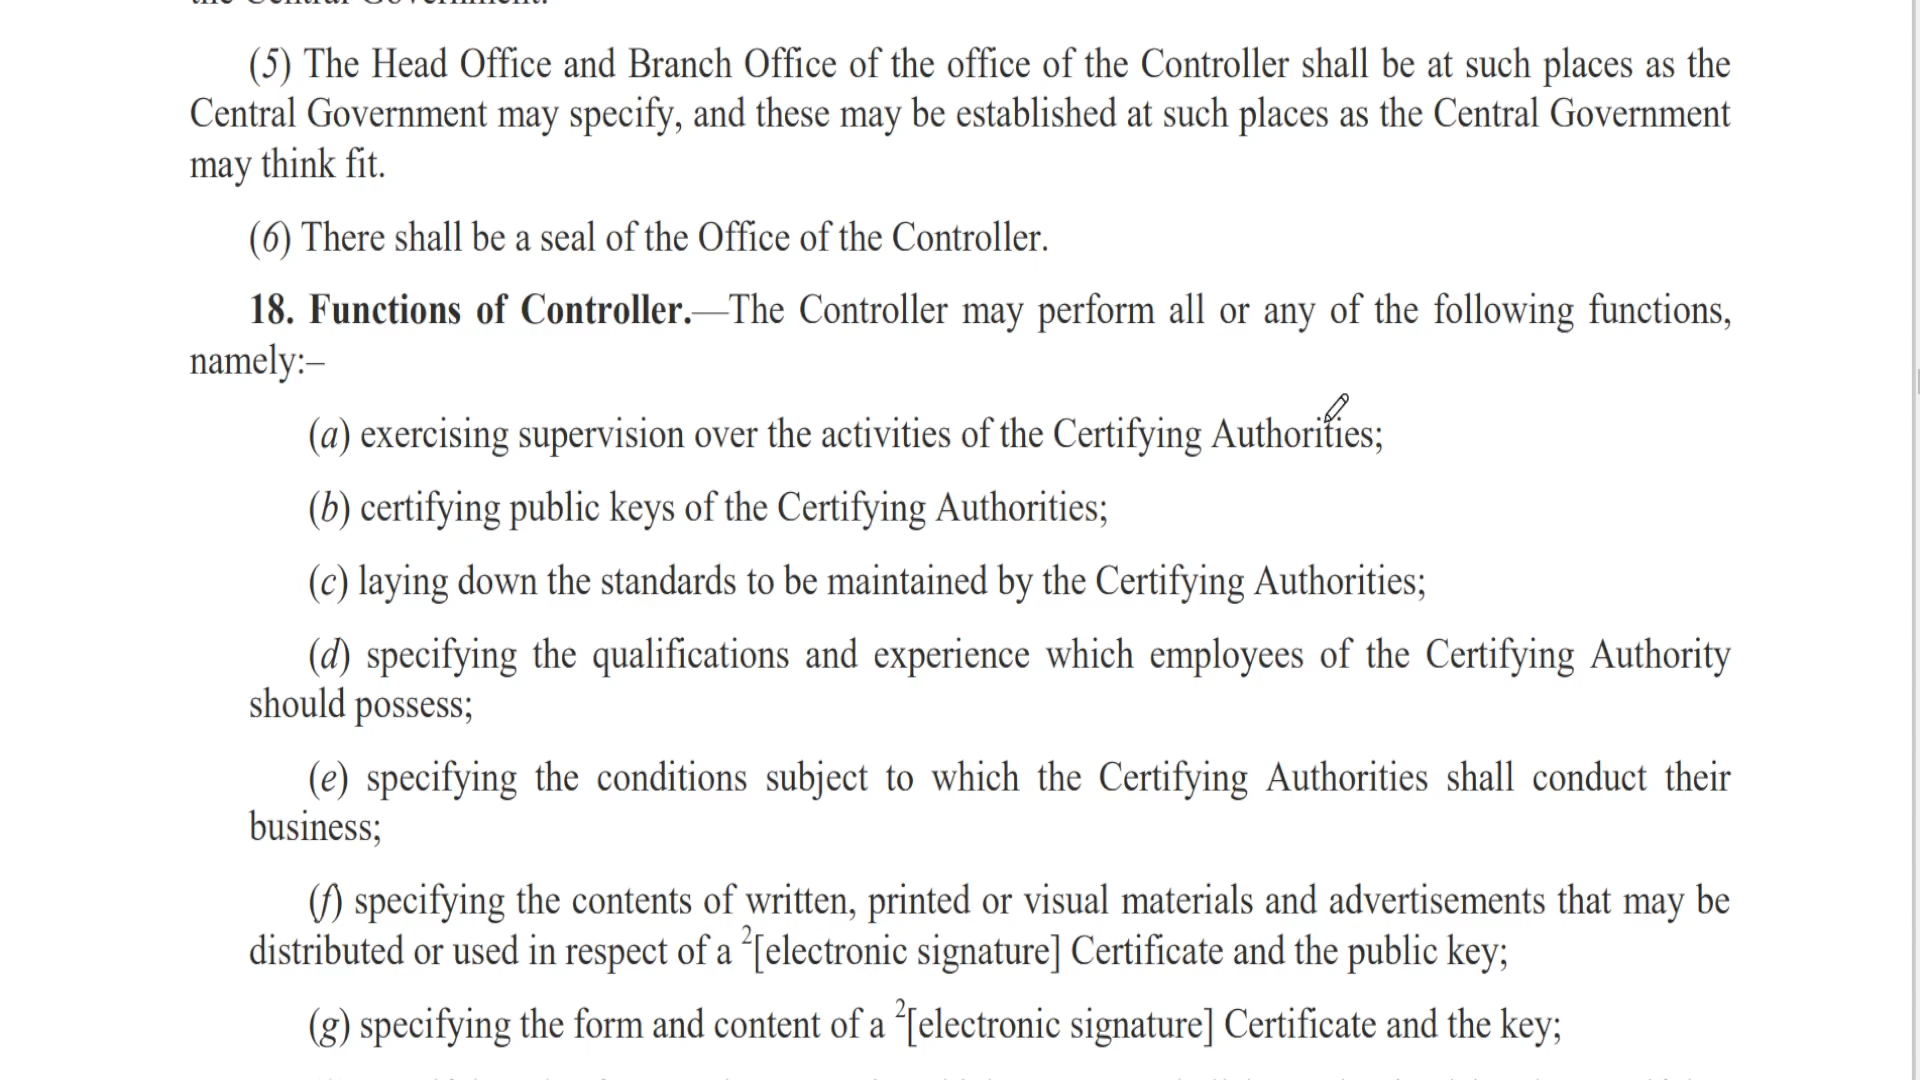 (5) The Head Office and Branch Office of the office of the Controller shall be at such places as the
Central Government may specify, and these may be established at such places as the Central Government
may think fit.
(6) There shall be a seal of the Office of the Controller.
18. Functions of Controller.—The Controller may perform all or any of the following functions,
namely:–
(a) exercising supervision over the activities of the Certifying Authorities;
(b) certifying public keys of the Certifying Authorities;
(c) laying down the standards to be maintained by the Certifying Authorities;
(d) specifying the qualifications and experience which employees of the Certifying Authority
should possess;
(e) specifying the conditions subject to which the Certifying Authorities shall conduct their
business;
(f) specifying the contents of written, printed or visual materials and advertisements that may be
distributed or used in respect of a ²[electronic signature] Certificate and the public key;
(g) specifying the form and content of a ²[electronic signature] Certificate and the key;